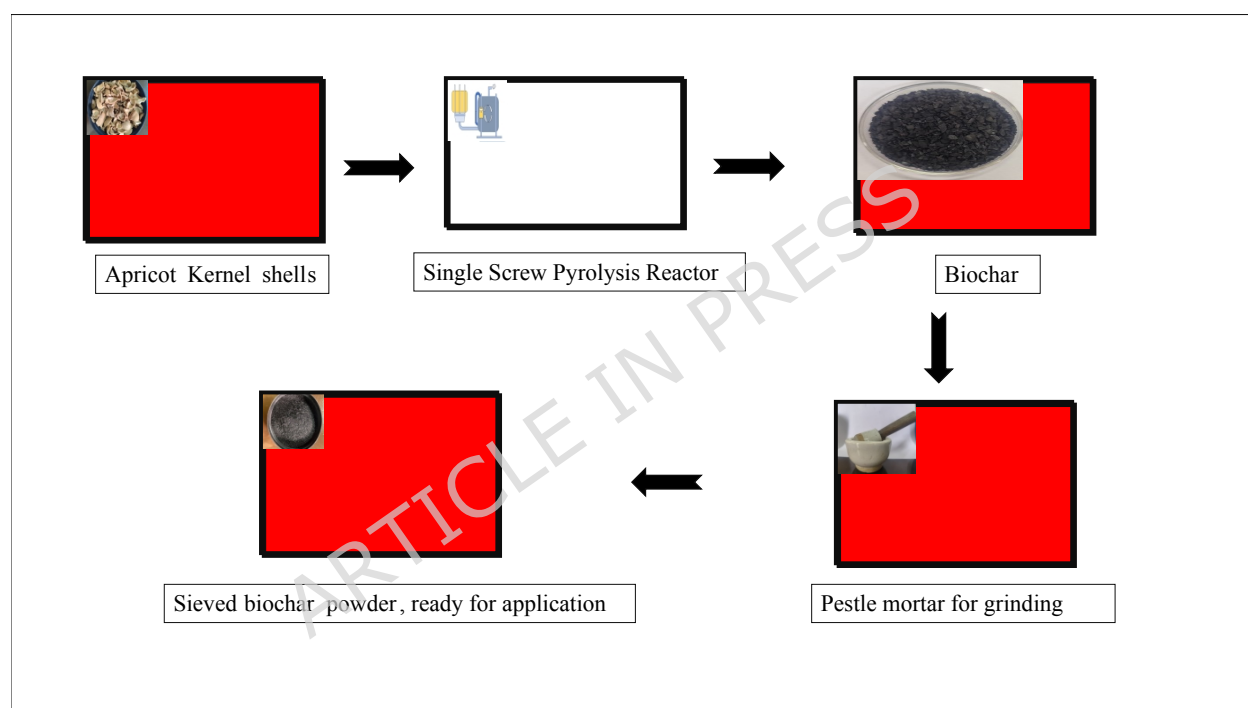 Apricot Kernel shells
Single Screw Pyrolysis Reactor
Biochar
ARTICLE IN PRESS
Sieved biochar powder, ready for application
Pestle mortar for grinding